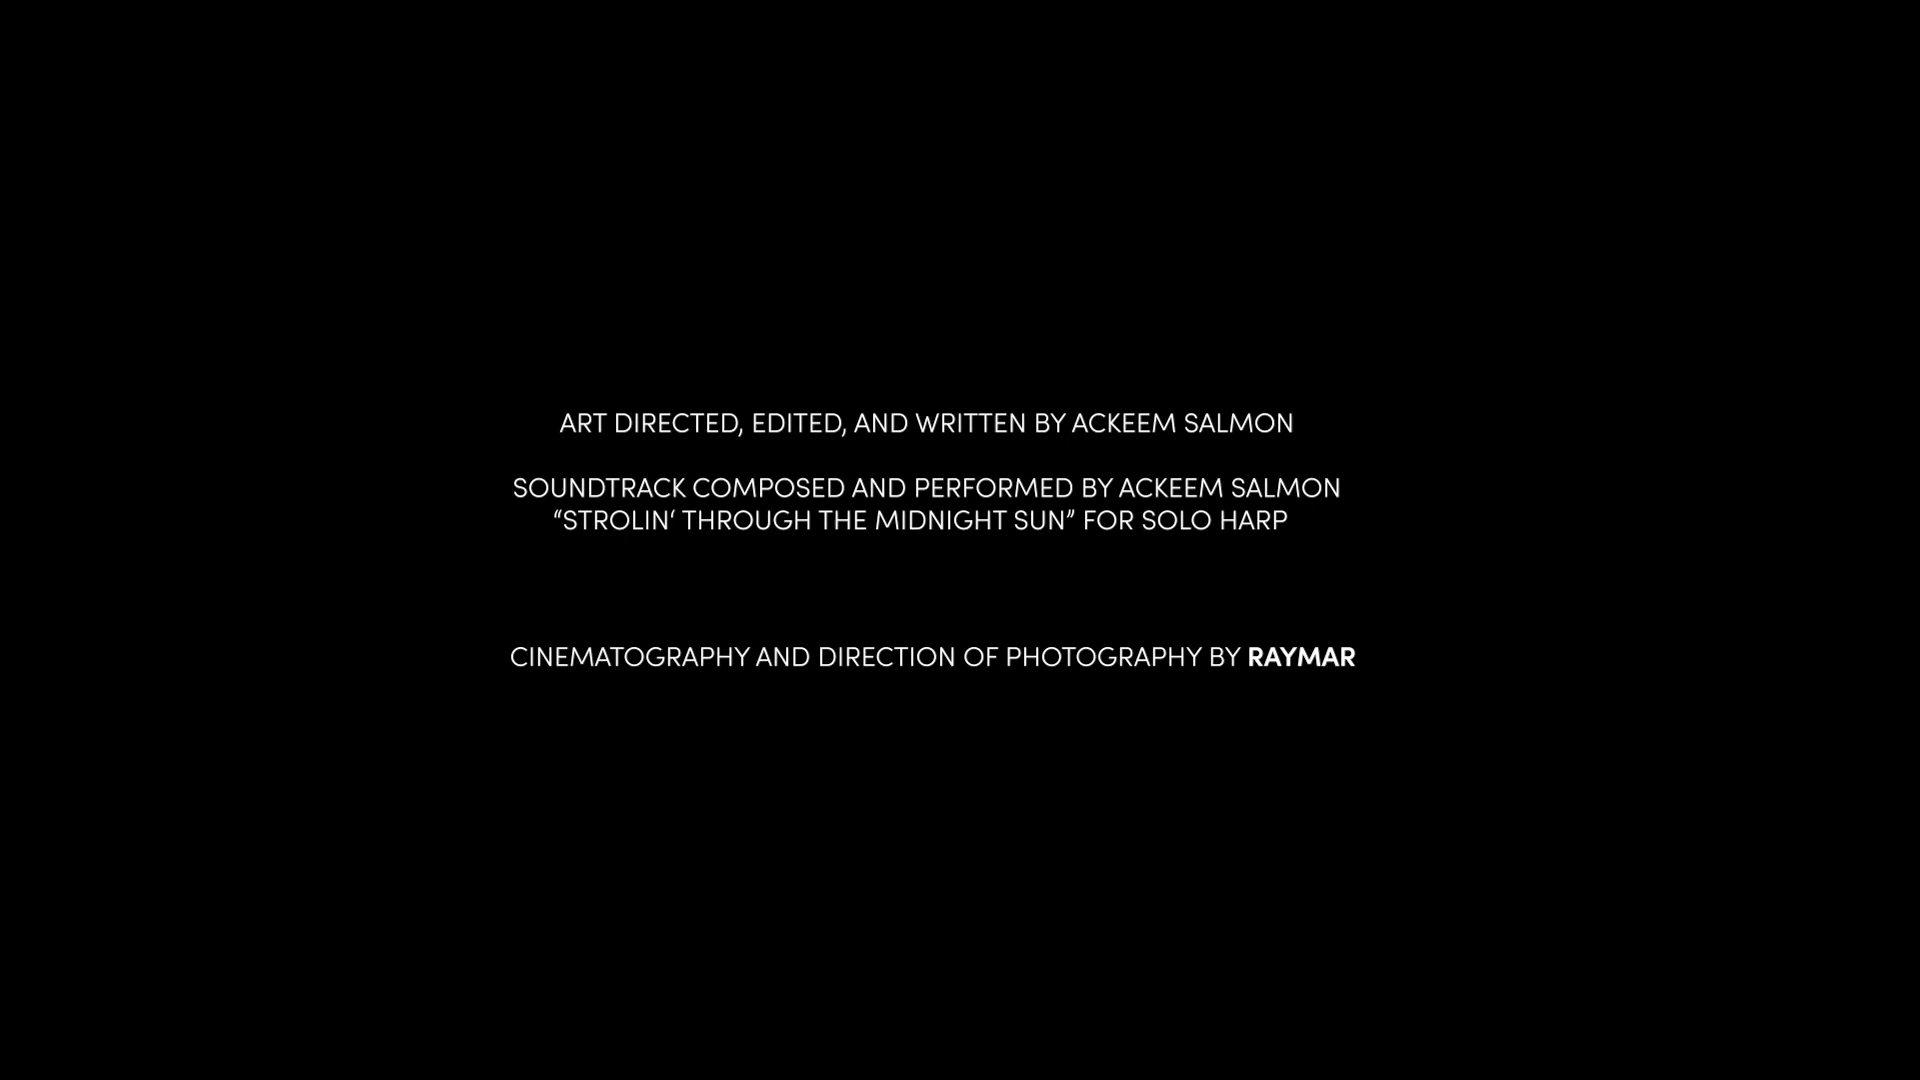 ART DIRECTED, EDITED, AND WRITTEN BY ACKEEM SALMON
SOUNDTRACK COMPOSED AND PERFORMED BY ACKEEM SALMON
“STROLIN‘ THROUGH THE MIDNIGHT SUN” FOR SOLO HARP
CINEMATOGRAPHY AND DIRECTION OF PHOTOGRAPHY BY RAYMAR